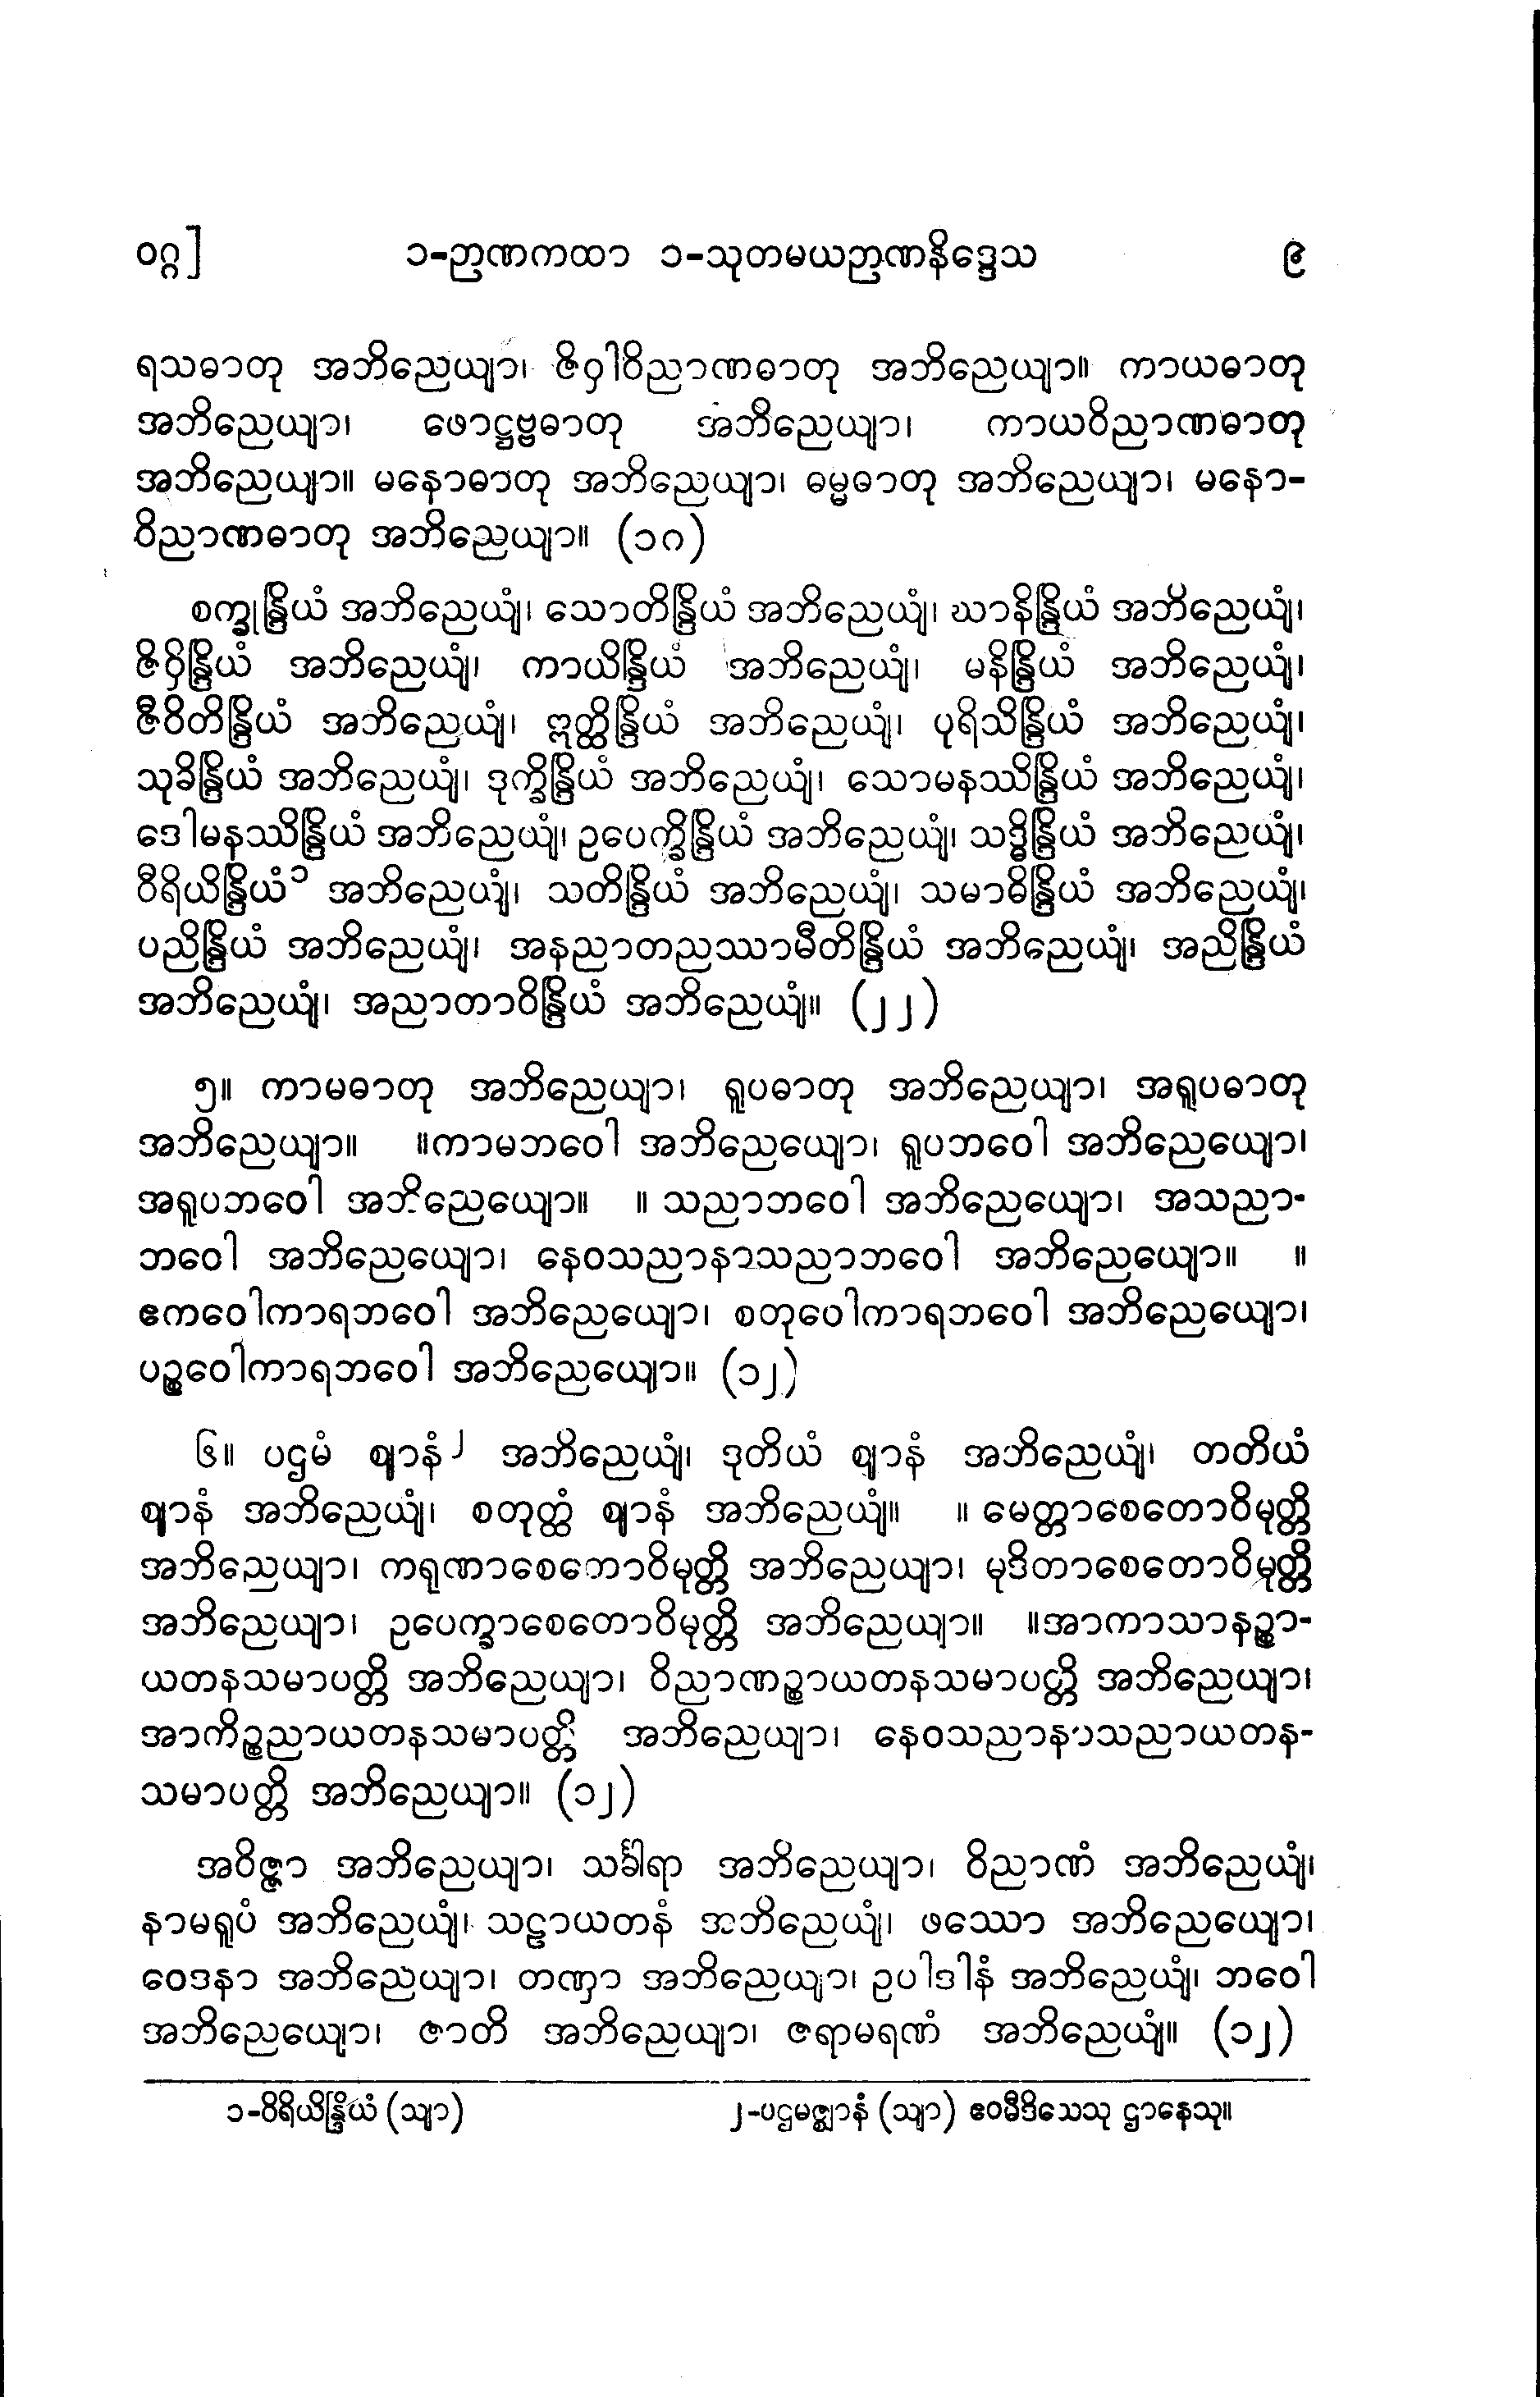 ဝဂ္ဂ] ၁-ဉာဏကထာ ၁-သုတမယဉာဏနိဒ္ဒေသ ၉
ရသဓာတု အဘိညေယျာ၊ ဇိဝှါဝိညာဏဓာတု အဘိညေယျာ။ ကာယဓာတု
အဘိညေယျာ၊ ဖောဋ္ဌဗ္ဗဓာတု အဘိညေယျာ၊ ကာယဝိညာဏဓာတု
အဘိညေယျာ။ မနောဓာတု အဘိညေယျာ၊ ဓမ္မဓာတု အဘိညေယျာ၊ မနော-
ဝိညာဏဓာတု အဘိညေယျာ။ (၁၈)
စက္ခုန္ဒြိယံ အဘိညေယျံ၊ သောတိန္ဒြိယံ အဘိညေယျံ၊ ဃာနိန္ဒြိယံ အဘိညေယျံ၊
ဇိဝှိန္ဒြိယံ အဘိညေယျံ၊ ကာယိန္ဒြိယံ အဘိညေယျံ၊ မနိန္ဒြိယံ အဘိညေယျံ၊
ဇီဝိတိန္ဒြိယံ အဘိညေယျံ၊ ဣတ္ထိန္ဒြိယံ အဘိညေယျံ၊ ပုရိသိန္ဒြိယံ အဘိညေယျံ၊
သုခိန္ဒြိယံ အဘိညေယျံ၊ ဒုက္ခိန္ဒြိယံ အဘိညေယျံ၊ သောမနဿိန္ဒြိယံ အဘိညေယျံ၊
ဒေါမနဿိန္ဒြိယံ အဘိညေယျံ၊ ဥပေက္ခိန္ဒြိယံ အဘိညေယျံ၊ သဒ္ဓိန္ဒြိယံ အဘိညေယျံ၊
ဝီရိယိန္ဒြိယံ၁ အဘိညေယျံ၊ သတိန္ဒြိယံ အဘိညေယျံ၊ သမာဓိန္ဒြိယံ အဘိညေယျံ၊
ပညိန္ဒြိယံ အဘိညေယျံ၊ အနညာတညဿာမီတိန္ဒြိယံ အဘိညေယျံ၊ အညိန္ဒြိယံ
အဘိညေယျံ၊ အညာတာဝိန္ဒြိယံ အဘိညေယျံ။ (၂၂)
၅။ ကာမဓာတု အဘိညေယျာ၊ ရူပဓာတု အဘိညေယျာ၊ အရူပဓာတု
အဘိညေယျာ။ ။ကာမဘဝေါ အဘိညေယျော၊ ရူပဘဝေါ အဘိညေယျော၊
အရူပဘဝေါ အဘိညေယျော။ ။ သညာဘဝေါ အဘိညေယျော၊ အသညာ-
ဘဝေါ အဘိညေယျော၊ နေဝသညာနာသညာဘဝေါ အဘိညေယျော။ ။
ဧကဝေါကာရဘဝေါ အဘိညေယျော၊ စတုဝေါကာရဘဝေါ အဘိညေယျော၊
ပဉ္စဝေါကာရဘဝေါ အဘိညေယျော။ (၁၂)
၆။ ပဌမံ ဈာနံ၂ အဘိညေယျံ၊ ဒုတိယံ ဈာနံ အဘိညေယျံ၊ တတိယံ
ဈာနံ အဘိညေယျံ၊ စတုတ္ထံ ဈာနံ အဘိညေယျံ။ ။ မေတ္တာစေတောဝိမုတ္တိ
အဘိညေယျာ၊ ကရုဏာစေတောဝိမုတ္တိ အဘိညေယျာ၊ မုဒိတာစေတောဝိမုတ္တိ
အဘိညေယျာ၊ ဥပေက္ခာစေတောဝိမုတ္တိ အဘိညေယျာ။ ။အာကာသာနဉ္စာ-
ယတနသမာပတ္တိ အဘိညေယျာ၊ ဝိညာဏဉ္စာယတနသမာပတ္တိ အဘိညေယျာ၊
အာကိဉ္စညာယတနသမာပတ္တိ အဘိညေယျာ၊ နေဝသညာနာသညာယတန-
သမာပတ္တိ အဘိညေယျာ။ (၁၂)
အဝိဇ္ဇာ အဘိညေယျာ၊ သင်္ခါရာ အဘိညေယျာ၊ ဝိညာဏံ အဘိညေယျံ၊
နာမရူပံ အဘိညေယျံ၊ သဠာယတနံ အဘိညေယျံ၊ ဖဿော အဘိညေယျော၊
ဝေဒနာ အဘိညေယျာ၊ တဏှာ အဘိညေယျာ၊ ဥပါဒါနံ အဘိညေယျံ၊ ဘဝေါ
အဘိညေယျော၊ ဇာတိ အဘိညေယျာ၊ ဇရာမရဏံ အဘိညေယျံ။ (၁၂)
၁-ဝိရိယိန္ဒြိယံ (သျာ) ၂-ပဌမဇ္ဈာနံ (သျာ) ဧဝမီဒိသေသု ဌာနေသု။